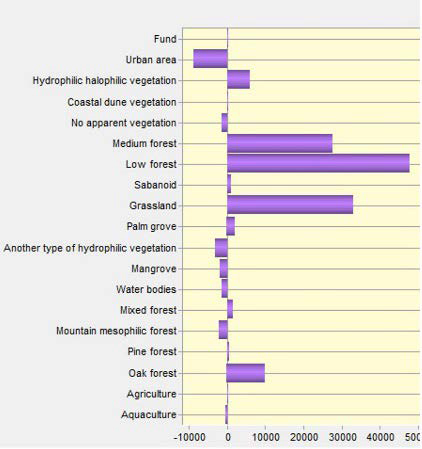 Fund
Urban area
Hydrophilic halophilic vegetation
Coastal dune vegetation
No apparent vegetation
Medium forest
Low forest
Sabanoid
Grassland
Palm grove
Another type of hydrophilic vegetation
Mangrove
Water bodies
Mixed forest
Mountain mesophilic forest
Pine forest
Oak forest
Agriculture
Aquaculture
-10000 0 10000 20000 30000 40000 500